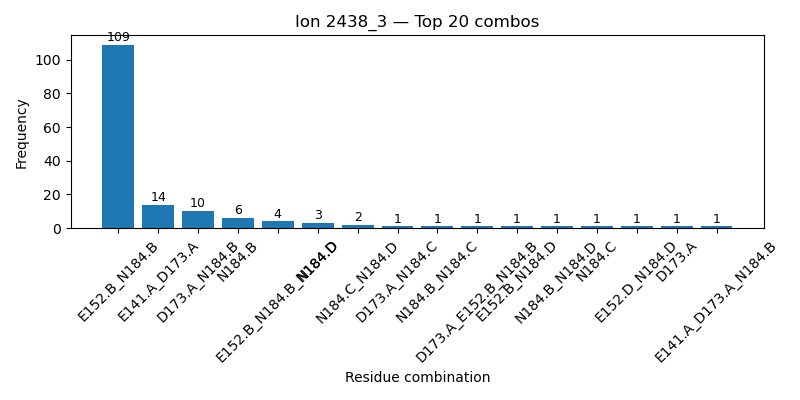 Ion 2438_3 — Top 20 combos
Frequency
100
80
60
40
20
0
109
14
10
6
4
3
2
1
1
1
1
1
1
1
1
1
E152.B_N184.B
E141.A_D173.A
D173.A_N184.B
N184.B
E152.B_N184.B_N184.D
N184.D
N184.C_N184.D
D173.A_N184.C
N184.B_N184.C
D173.A_E152.B_N184.B
E152.B_N184.D
N184.B_N184.D
N184.C
E152.D_N184.D
D173.A
E141.A_D173.A_N184.B
Residue combination